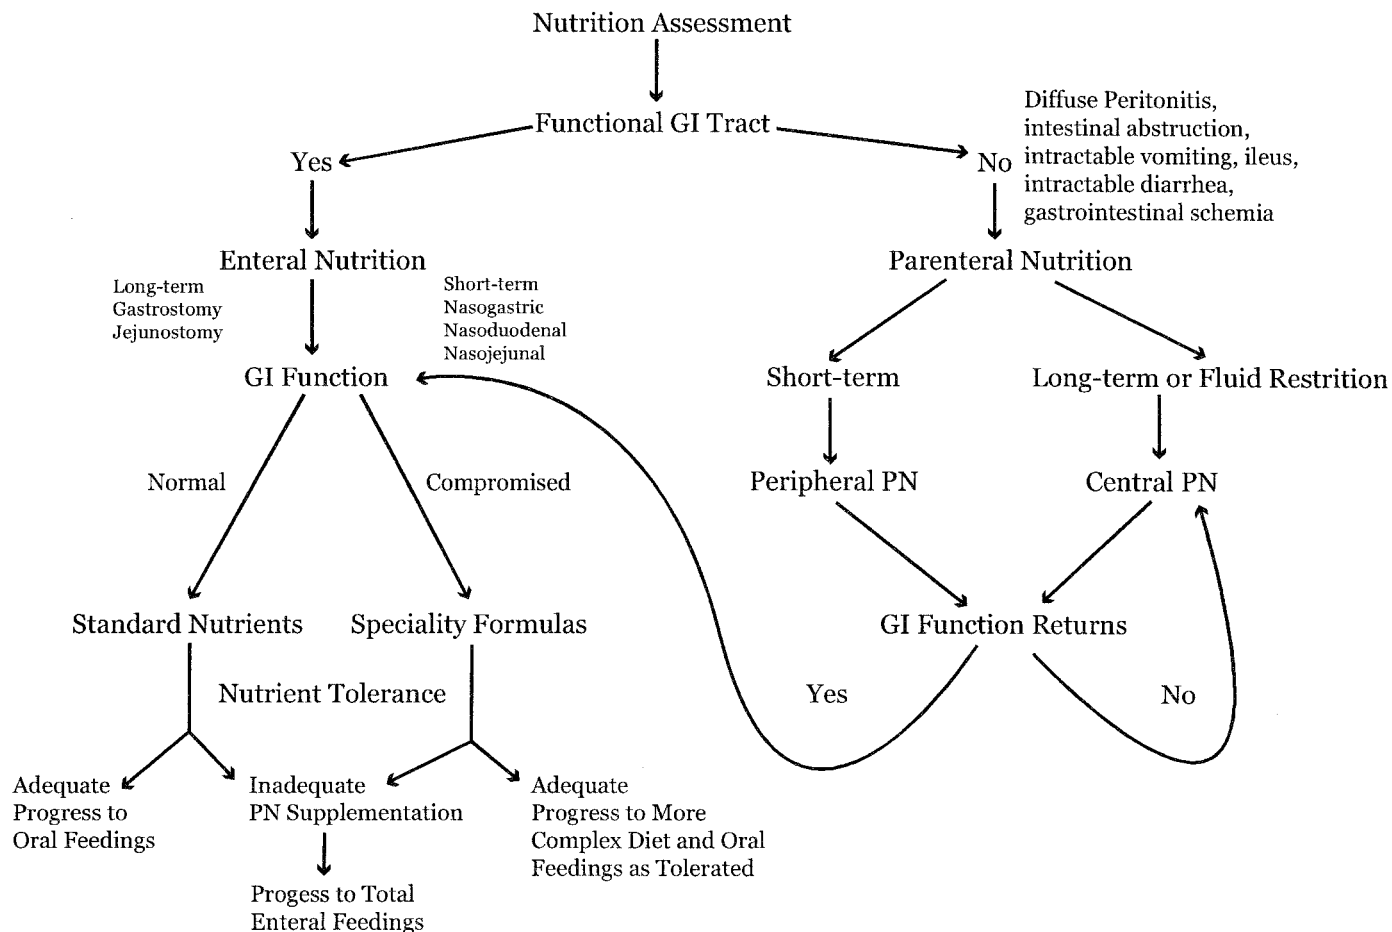 Nutrition Assessment
Functional GI Tract
Yes
No
Diffuse Peritonitis,
intestinal abstruction,
intractable vomiting, ileus,
intractable diarrhea,
gastrointestinal schemia
Enteral Nutrition
Long-term
Gastrostomy
Jejunostomy
Short-term
Nasogastric
Nasoduodenal
Nasojejunal
Parenteral Nutrition
GI Function
Short-term
Long-term or Fluid Restrition
Normal
Compromised
Peripheral PN
Central PN
Standard Nutrients
Speciality Formulas
GI Function Returns
Nutrient Tolerance
Yes
No
Adequate
Progress to
Oral Feedings
Inadequate
PN Supplementation
Adequate
Progress to More
Complex Diet and Oral
Feedings as Tolerated
Progess to Total
Enteral Feedings